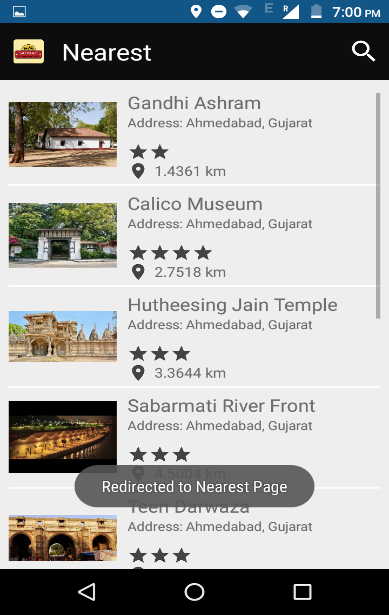 7:00 PM
Nearest
Gandhi Ashram
Address: Ahmedabad, Gujarat
1.4361 km
Calico Museum
Address: Ahmedabad, Gujarat
2.7518 km
Hutheesing Jain Temple
Address: Ahmedabad, Gujarat
3.3644 km
Sabarmati River Front
Address: Ahmedabad, Gujarat
4.5004 km
Redirected to Nearest Page
Teen Darwaza
Address: Ahmedabad, Gujarat